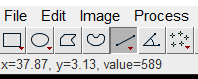 File Edit Image Process
x=37.87, y=3.13, value=589